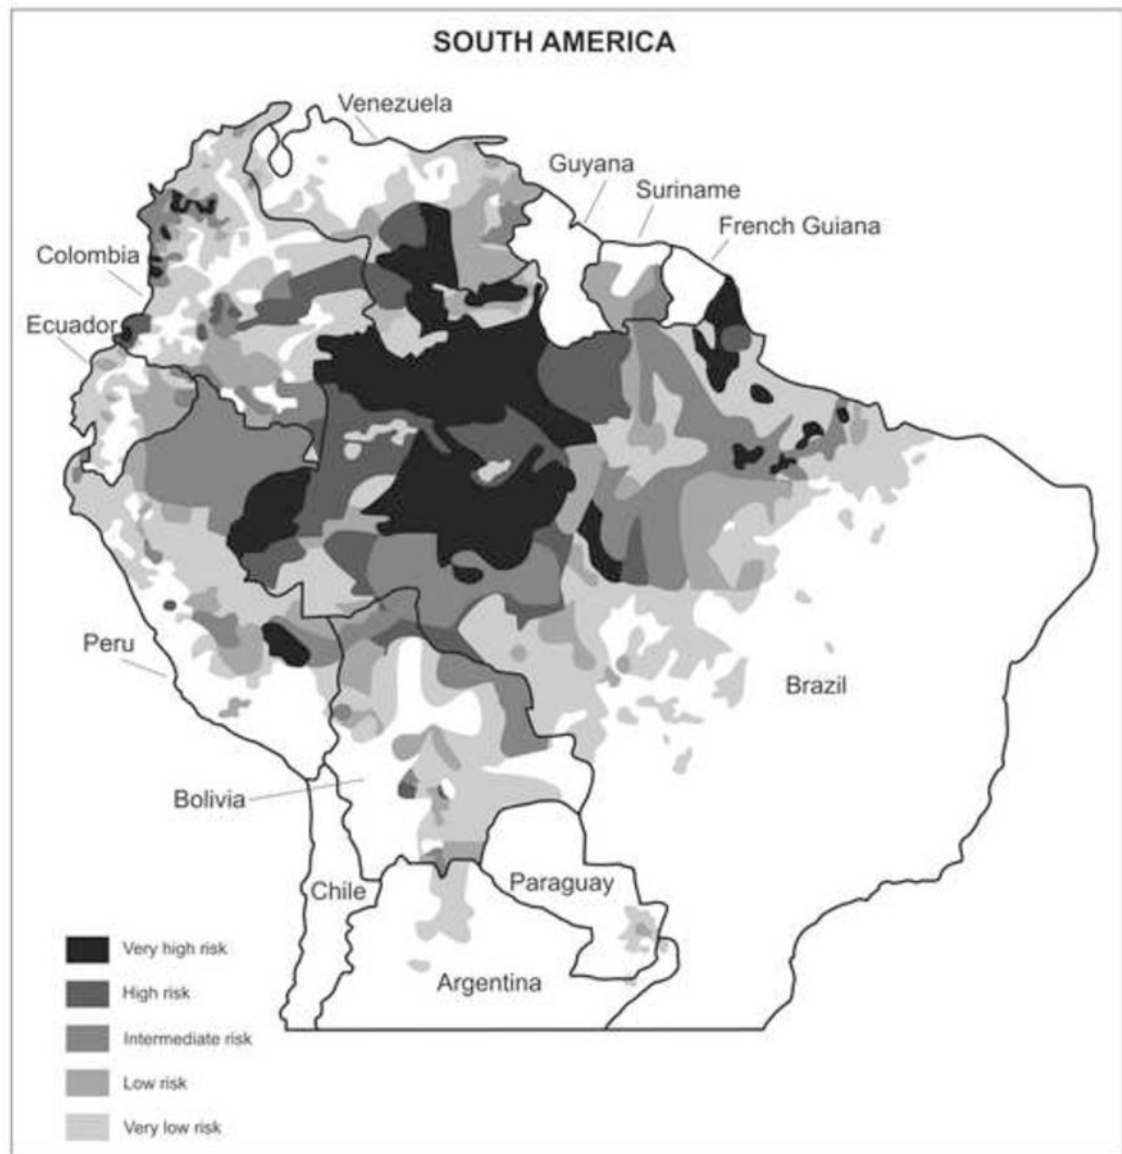 SOUTH AMERICA
Venezuela
Guyana
Suriname
French Guiana
Colombia
Ecuador
Peru
Brazil
Bolivia
Chile
Paraguay
Argentina
Very high risk
High risk
Intermediate risk
Low risk
Very low risk